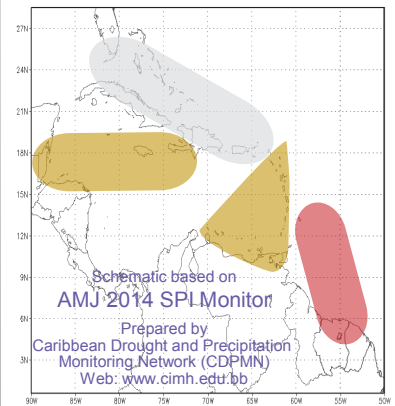 27N
24N
21N
18N
15N
12N
9N
6N
3N
Schematic based on
AMJ 2014 SPI Monitor
Prepared by
Caribbean Drought and Precipitation
Monitoring Network (CDPMN)
Web: www.cimh.edu.bb
90W 85W 80W 75W 70W 65W 60W 55W 50W